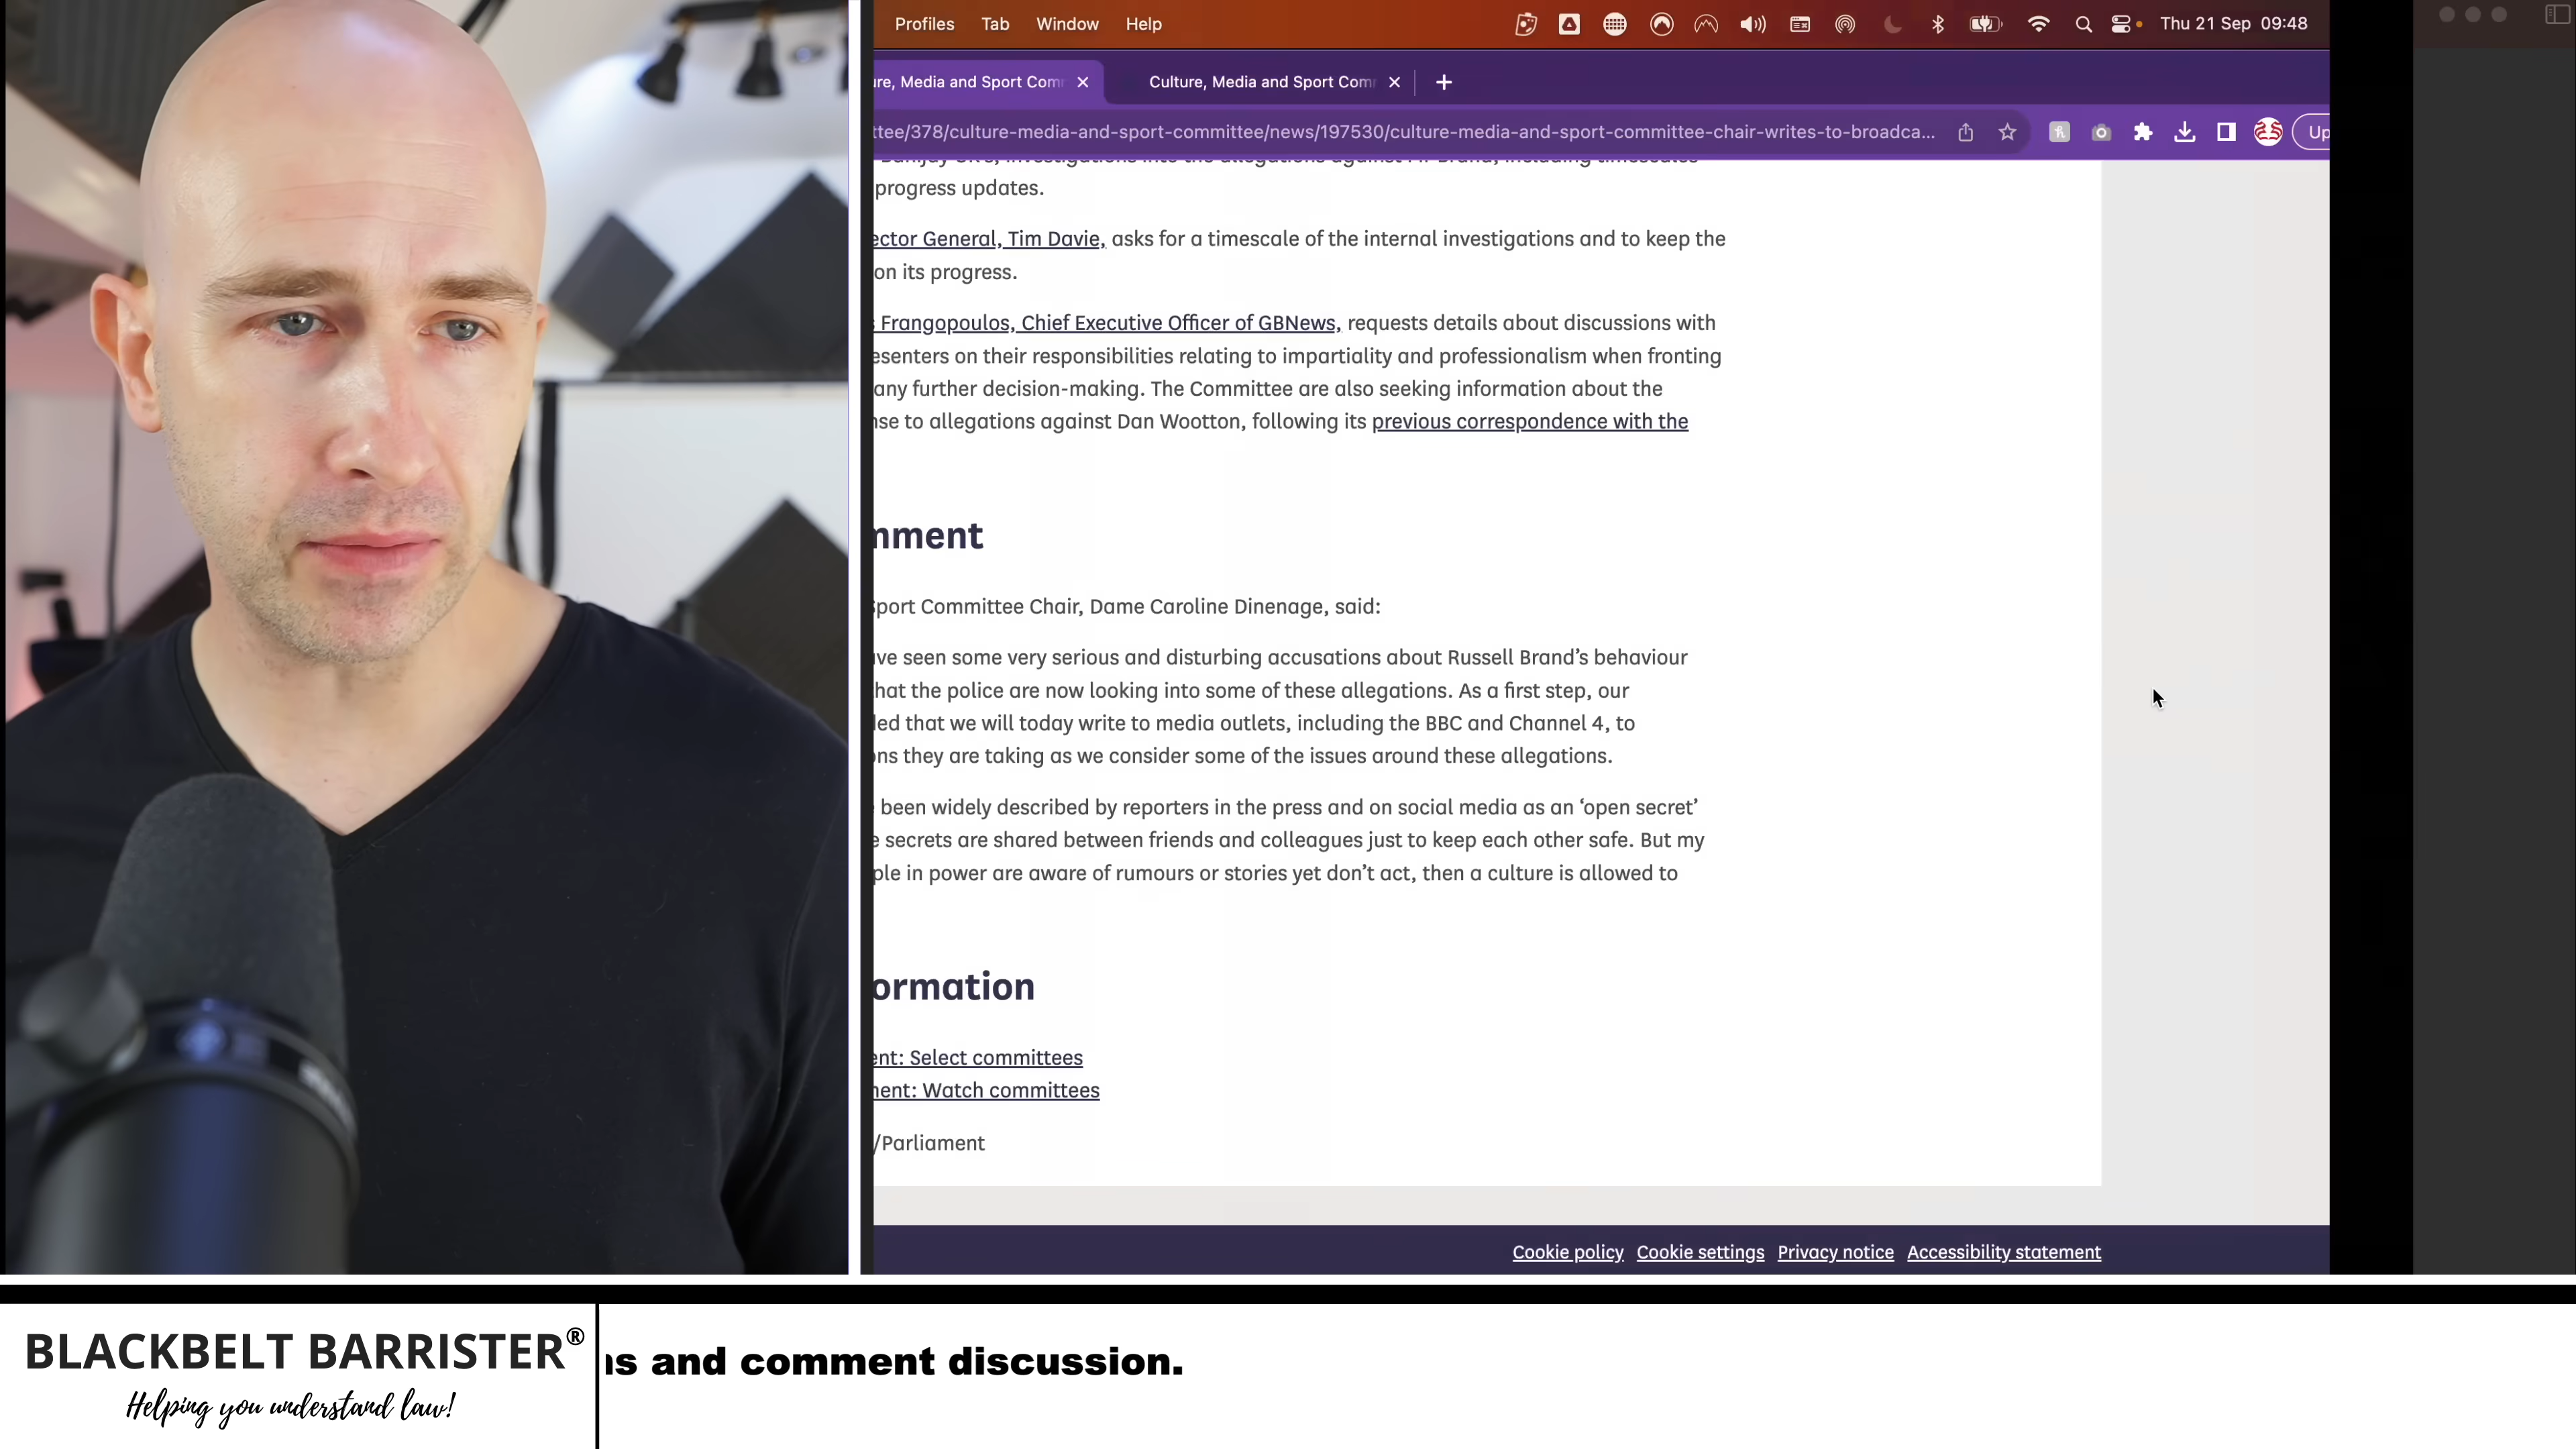 Profiles Tab Window Help Thu 21 Sep 09:48
re, Media and Sport Com
Culture, Media and Sport Com
ttee/378/culture-media-and-sport-committee/news/197530/culture-media-and-sport-committee-chair-writes-to-broadca... Up
progress updates.
ector General, Tim Davie, asks for a timescale of the internal investigations and to keep the
on its progress.
s Frangopoulos, Chief Executive Officer of GBNews, requests details about discussions with
esenters on their responsibilities relating to impartiality and professionalism when fronting
any further decision-making. The Committee are also seeking information about the
nse to allegations against Dan Wootton, following its previous correspondence with the
mment
Sport Committee Chair, Dame Caroline Dinenage, said:
ve seen some very serious and disturbing accusations about Russell Brand’s behaviour
hat the police are now looking into some of these allegations. As a first step, our
ded that we will today write to media outlets, including the BBC and Channel 4, to
ons they are taking as we consider some of the issues around these allegations.
e been widely described by reporters in the press and on social media as an ‘open secret’
e secrets are shared between friends and colleagues just to keep each other safe. But my
ple in power are aware of rumours or stories yet don’t act, then a culture is allowed to
ormation
ent: Select committees
ment: Watch committees
/Parliament
Cookie policy Cookie settings Privacy notice Accessibility statement
BLACKBELT BARRISTER®
Helping you understand law!
ns and comment discussion.